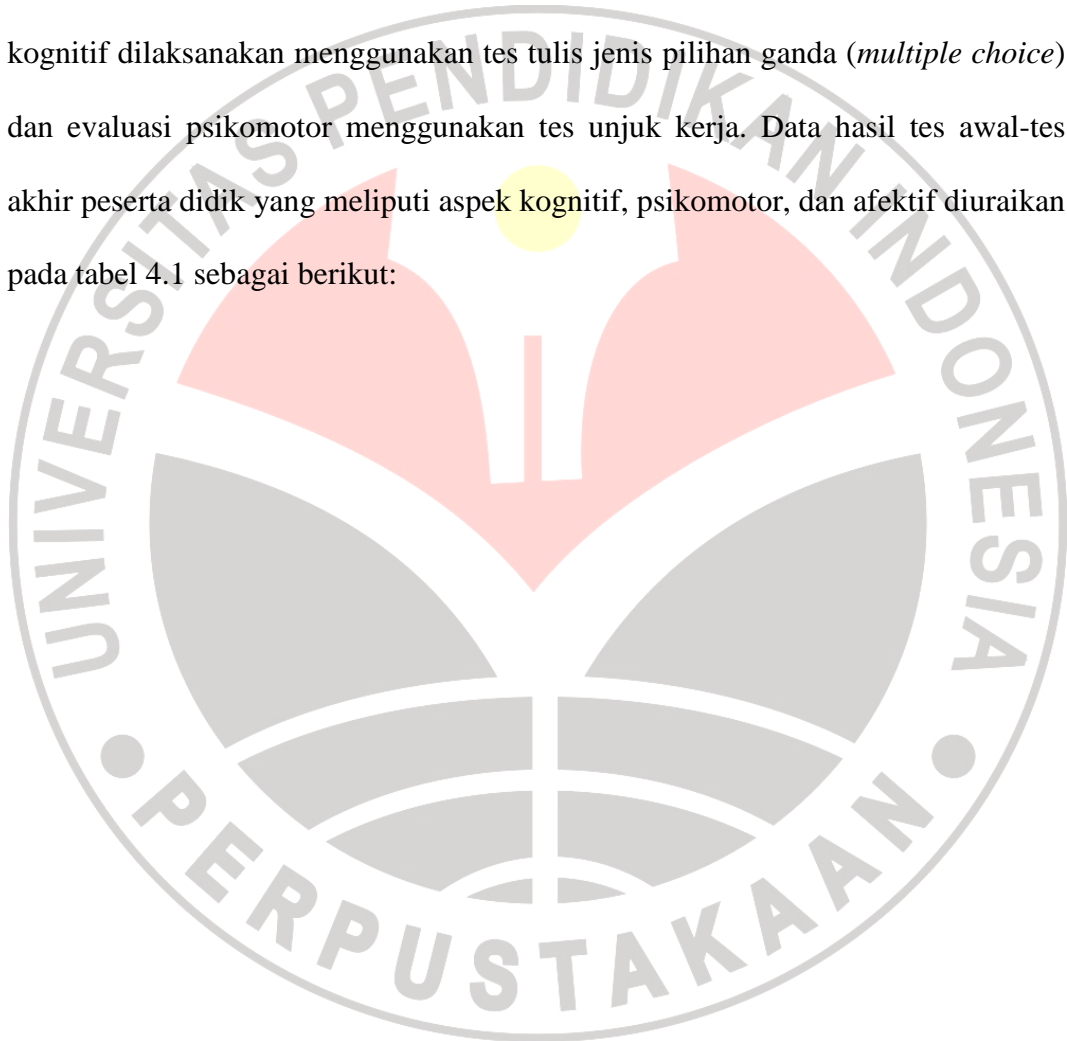 kognitif dilaksanakan menggunakan tes tulis jenis pilihan ganda (multiple choice)
dan evaluasi psikomotor menggunakan tes unjuk kerja. Data hasil tes awal-tes
akhir peserta didik yang meliputi aspek kognitif, psikomotor, dan afektif diuraikan
pada tabel 4.1 sebagai berikut:
UNIVERSITAS PENDIDIKAN INDONESIA
PERPUSTAKAAN